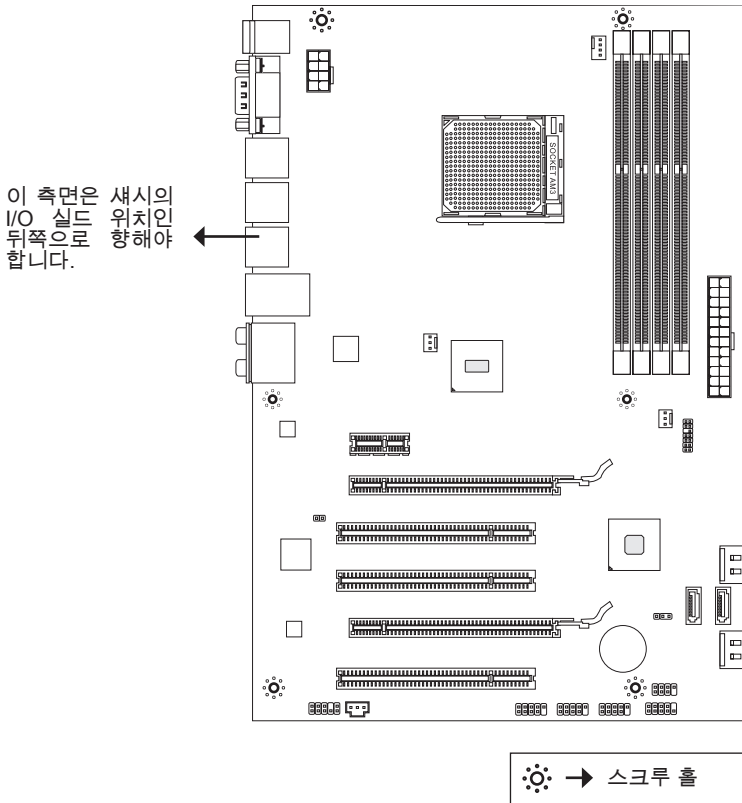 SOCKET AM3
이 측면은 섀시의
I/O 실드 위치인
뒤쪽으로 향해야
합니다.
스크루 홀